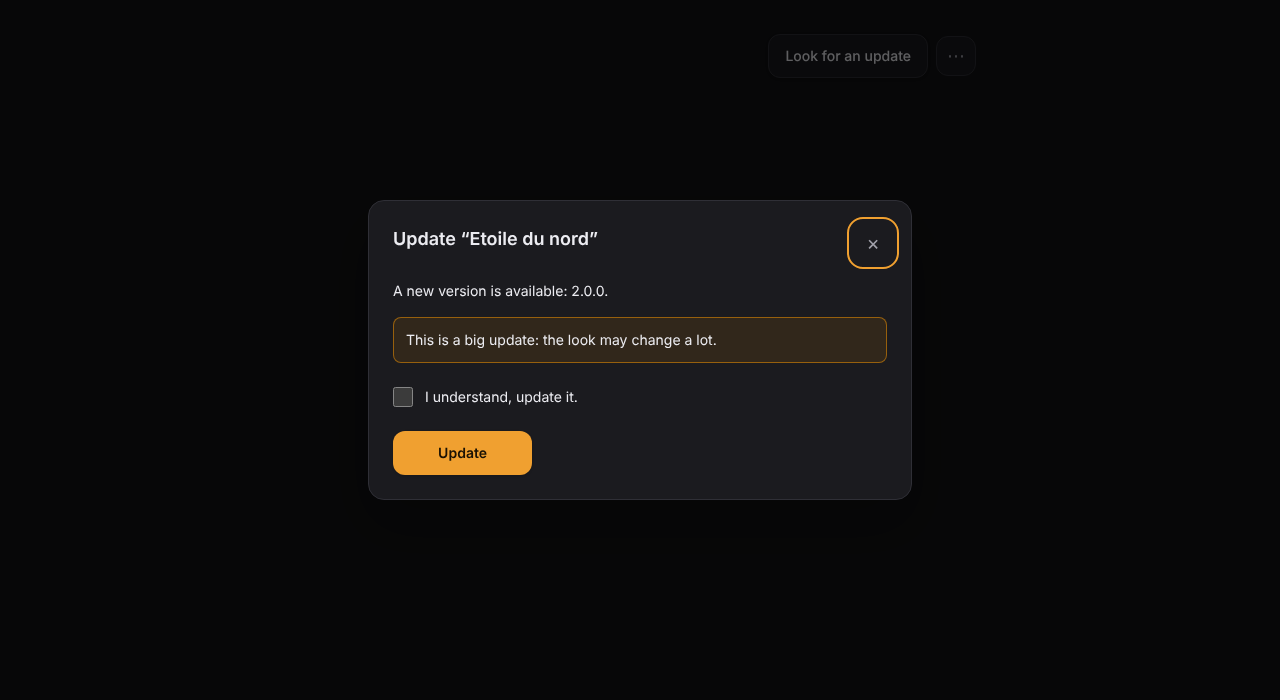 Look for an update
⋯
Update “Etoile du nord”
×
A new version is available: 2.0.0.
This is a big update: the look may change a lot.
I understand, update it.
Update